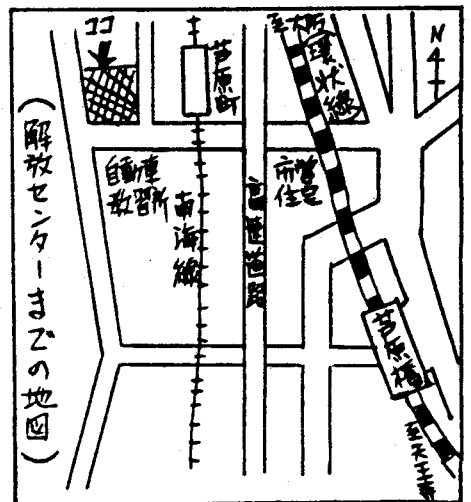 ココ
芦原町
至大阪
環状線
N
自動車
教習所
南海線
高速道路
市営
住宅
芦原橋
至天王寺
(解放センターまでの地図)